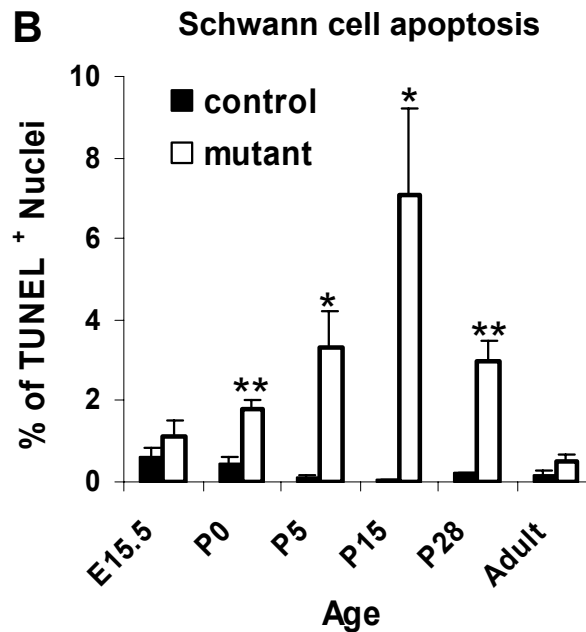 B Schwann cell apoptosis
% of TUNEL + Nuclei
10
8
6
4
2
0
control
mutant
**
*
*
**
E15.5
P0
P5
P15
P28
Adult
Age